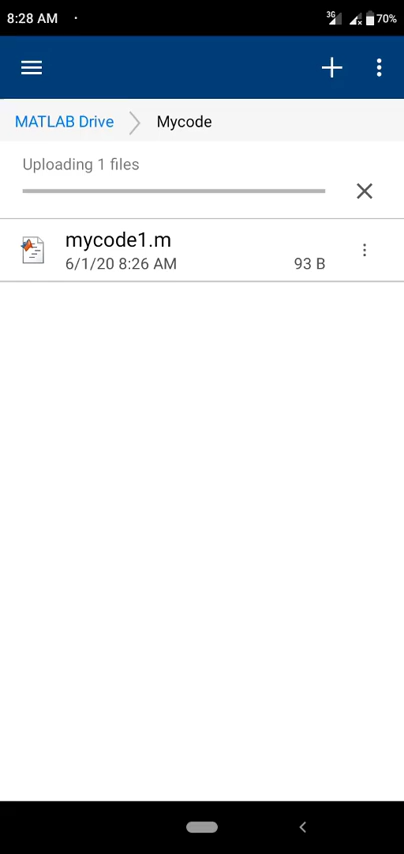 8:28 AM
3G
70%
MATLAB Drive
Mycode
Uploading 1 files
mycode1.m
6/1/20 8:26 AM
93 B